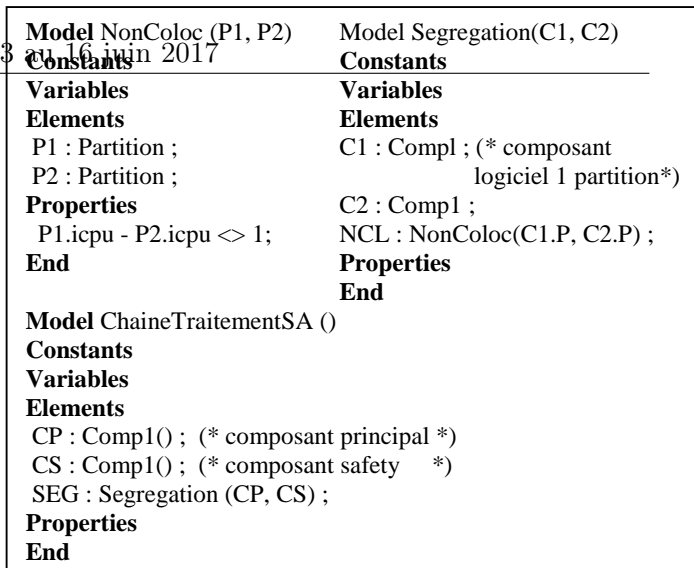 Model NonColoc (P1, P2)
3 au 16 juin 2017
Constants
Variables
Elements
P1 : Partition ;
P2 : Partition ;
Properties
P1.icpu - P2.icpu <> 1;
End
Model Segregation(C1, C2)
Constants
Variables
Elements
C1 : Compl ; (* composant
logiciel 1 partition*)
C2 : Comp1 ;
NCL : NonColoc(C1.P, C2.P) ;
Properties
End
Model ChaineTraitementSA ()
Constants
Variables
Elements
CP : Comp1() ; (* composant principal *)
CS : Comp1() ; (* composant safety *)
SEG : Segregation (CP, CS) ;
Properties
End